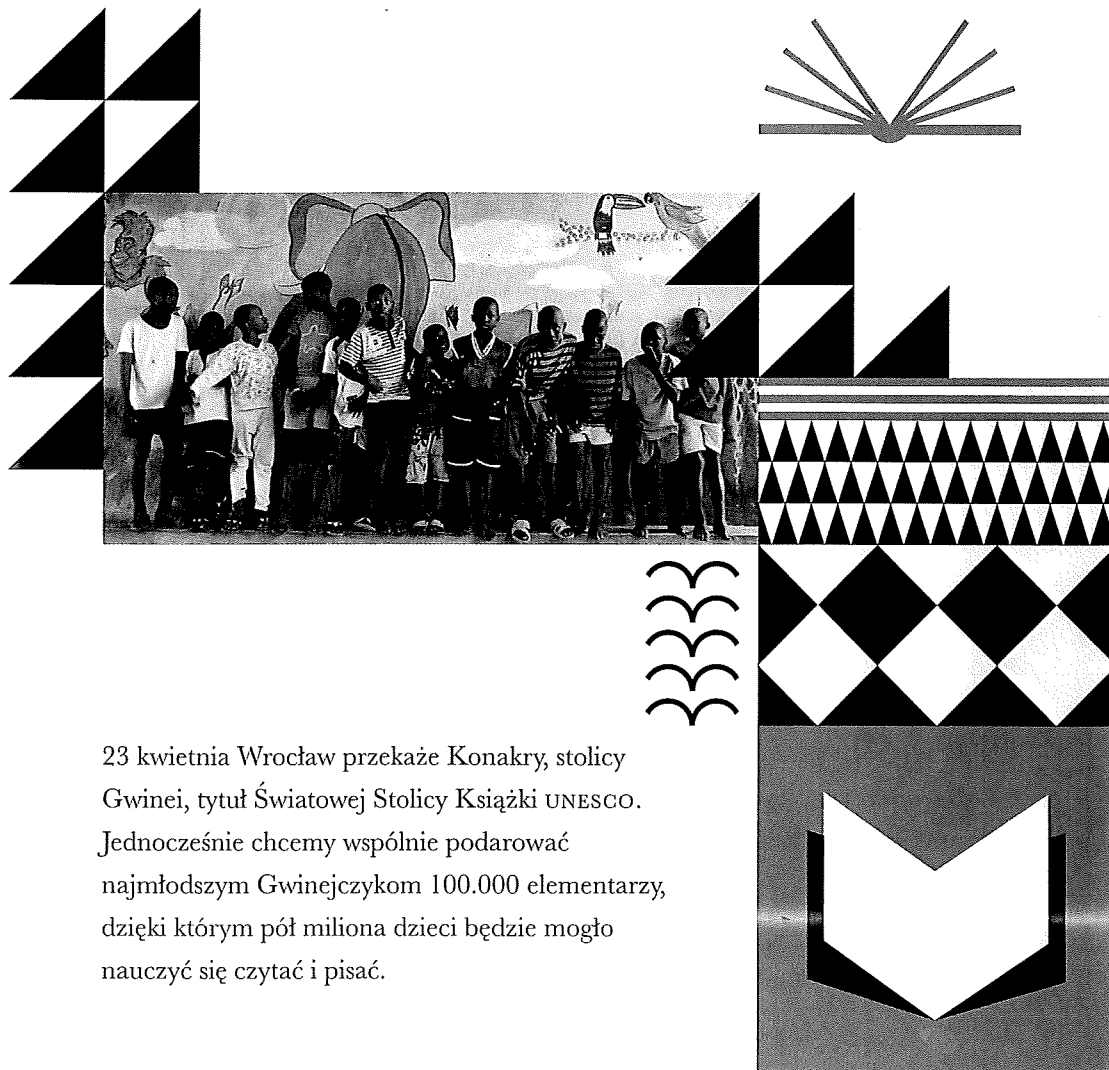 23 kwietnia Wrocław przekaże Konakry, stolicy
Gwinei, tytuł Światowej Stolicy Książki UNESCO.
Jednocześnie chcemy wspólnie podarować
najmłodszym Gwinejczykom 100.000 elementarzy,
dzięki którym pół miliona dzieci będzie mogło
nauczyć się czytać i pisać.